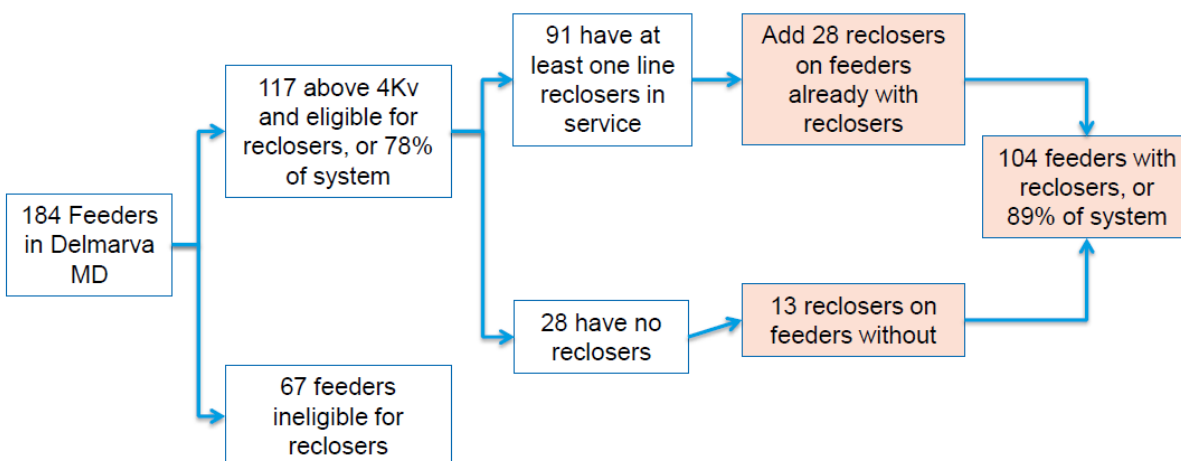 184 Feeders
in Delmarva
MD
117 above 4Kv
and eligible for
reclosers, or 78%
of system
67 feeders
ineligible for
reclosers
91 have at
least one line
reclosers in
service
28 have no
reclosers
Add 28 reclosers
on feeders
already with
reclosers
13 reclosers on
feeders without
104 feeders with
reclosers, or
89% of system